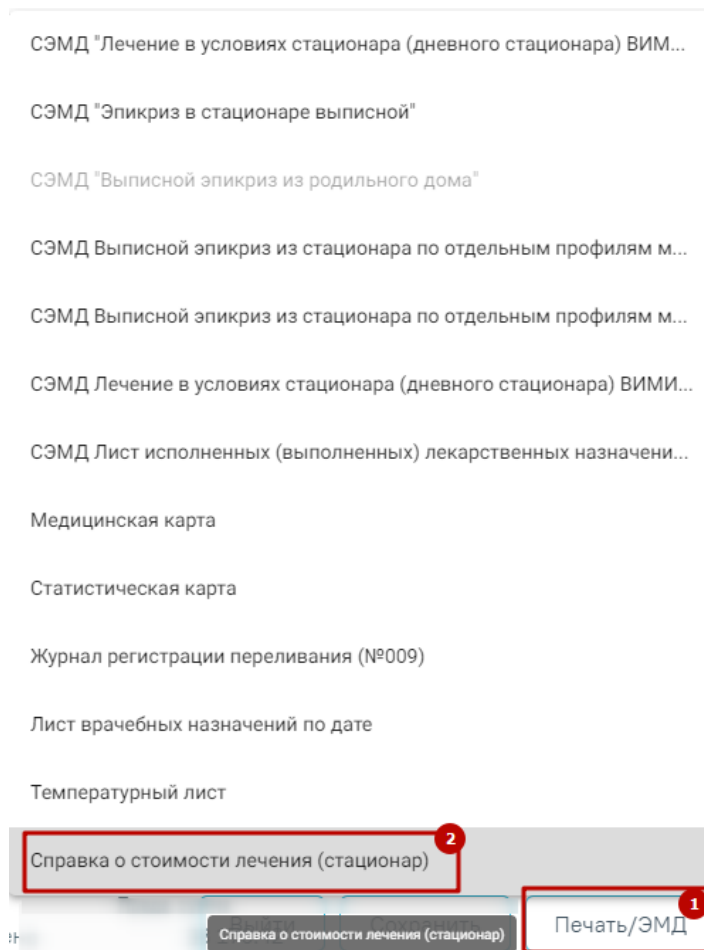 СЭМД "Лечение в условиях стационара (дневного стационара) ВИМ...
СЭМД "Эпикриз в стационаре выписной"
СЭМД "Выписной эпикриз из родильного дома"
СЭМД Выписной эпикриз из стационара по отдельным профилям м...
СЭМД Выписной эпикриз из стационара по отдельным профилям м...
СЭМД Лечение в условиях стационара (дневного стационара) ВИМИ...
СЭМД Лист исполненных (выполненных) лекарственных назначени...
Медицинская карта
Статистическая карта
Журнал регистрации переливания (№009)
Лист врачебных назначений по дате
Температурный лист
2
Справка о стоимости лечения (стационар)
1
Выйти Сохранить Печать/ЭМД
Справка о стоимости лечения (стационар)